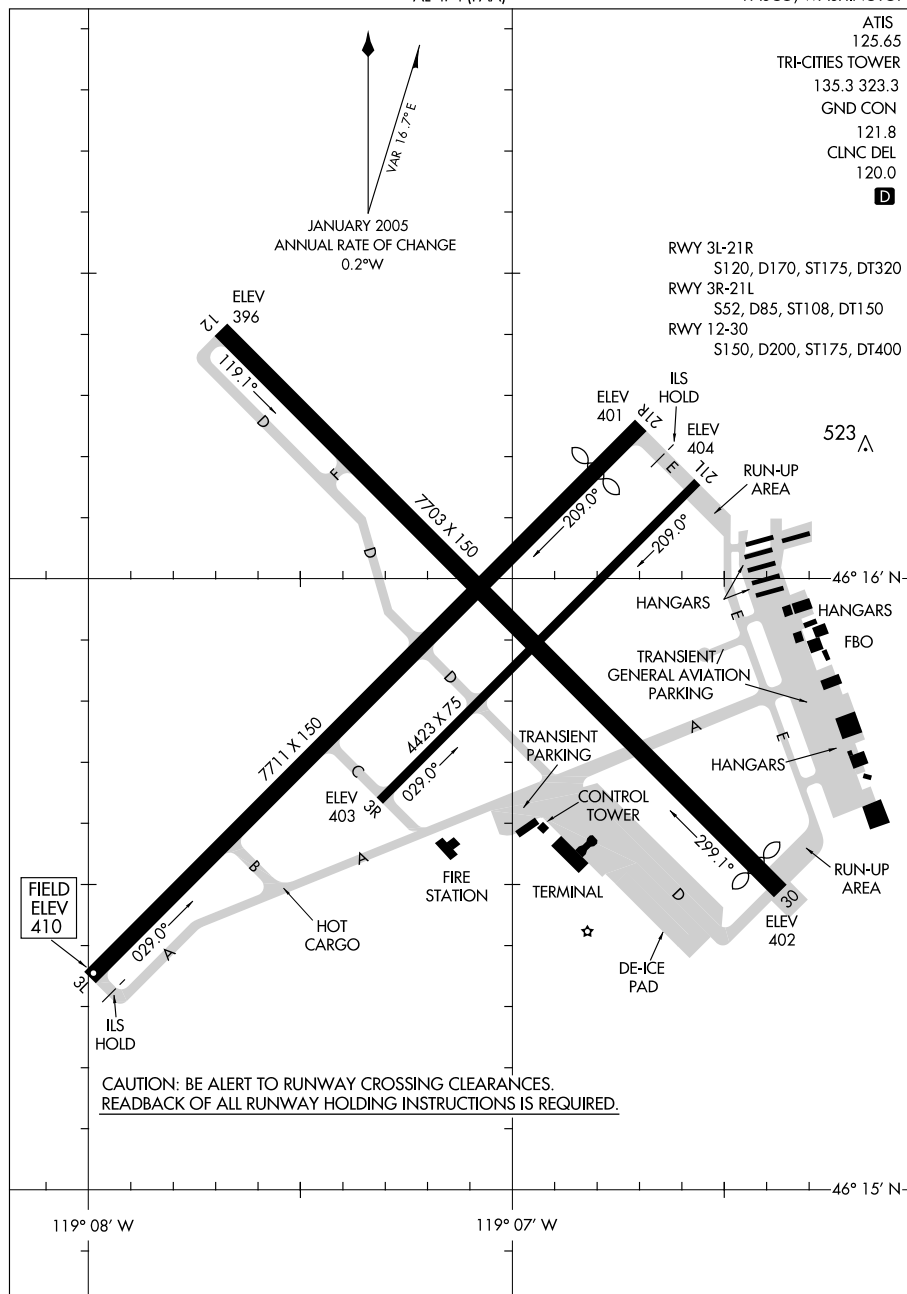 ATIS
125.65
TRI-CITIES TOWER
135.3 323.3
GND CON
121.8
CLNC DEL
120.0
D
VAR 16.7° E
JANUARY 2005
ANNUAL RATE OF CHANGE
0.2°W
RWY 3L-21R
S120, D170, ST175, DT320
RWY 3R-21L
S52, D85, ST108, DT150
RWY 12-30
S150, D200, ST175, DT400
ELEV
396
12
119.1°
D
F
D
7703 X 150
ELEV
401
21R
ILS
HOLD
ELEV
404
21L
E
209.0°
209.0°
523
RUN-UP
AREA
46° 16' N
HANGARS
HANGARS
FBO
E
TRANSIENT/
GENERAL AVIATION
PARKING
D
4423 X 75
7711 X 150
C
029.0°
ELEV
403
3R
TRANSIENT
PARKING
A
E
HANGARS
CONTROL
TOWER
299.1°
RUN-UP
AREA
B
A
FIRE
STATION
TERMINAL
D
30
ELEV
402
FIELD
ELEV
410
029.0°
A
HOT
CARGO
3L
DE-ICE
PAD
ILS
HOLD
CAUTION: BE ALERT TO RUNWAY CROSSING CLEARANCES.
READBACK OF ALL RUNWAY HOLDING INSTRUCTIONS IS REQUIRED.
46° 15' N
119° 08' W
119° 07' W